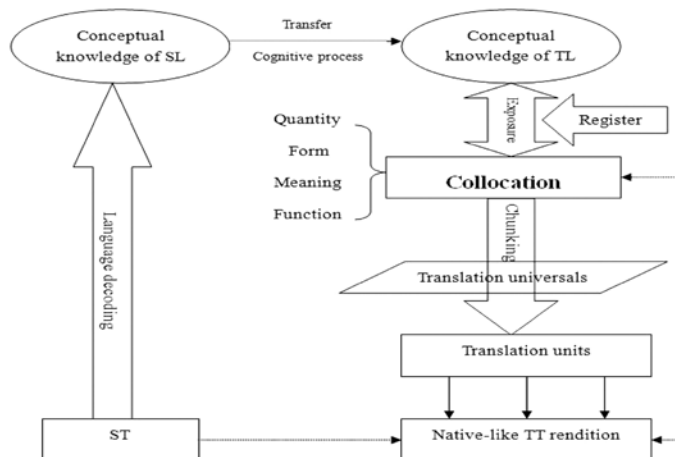 Conceptual
knowledge of SL
Transfer
Cognitive process
Conceptual
knowledge of TL
Exposure
Register
Quantity
Form
Meaning
Function
Collocation
Chunking
Language decoding
Translation universals
Translation units
ST
Native-like TT rendition